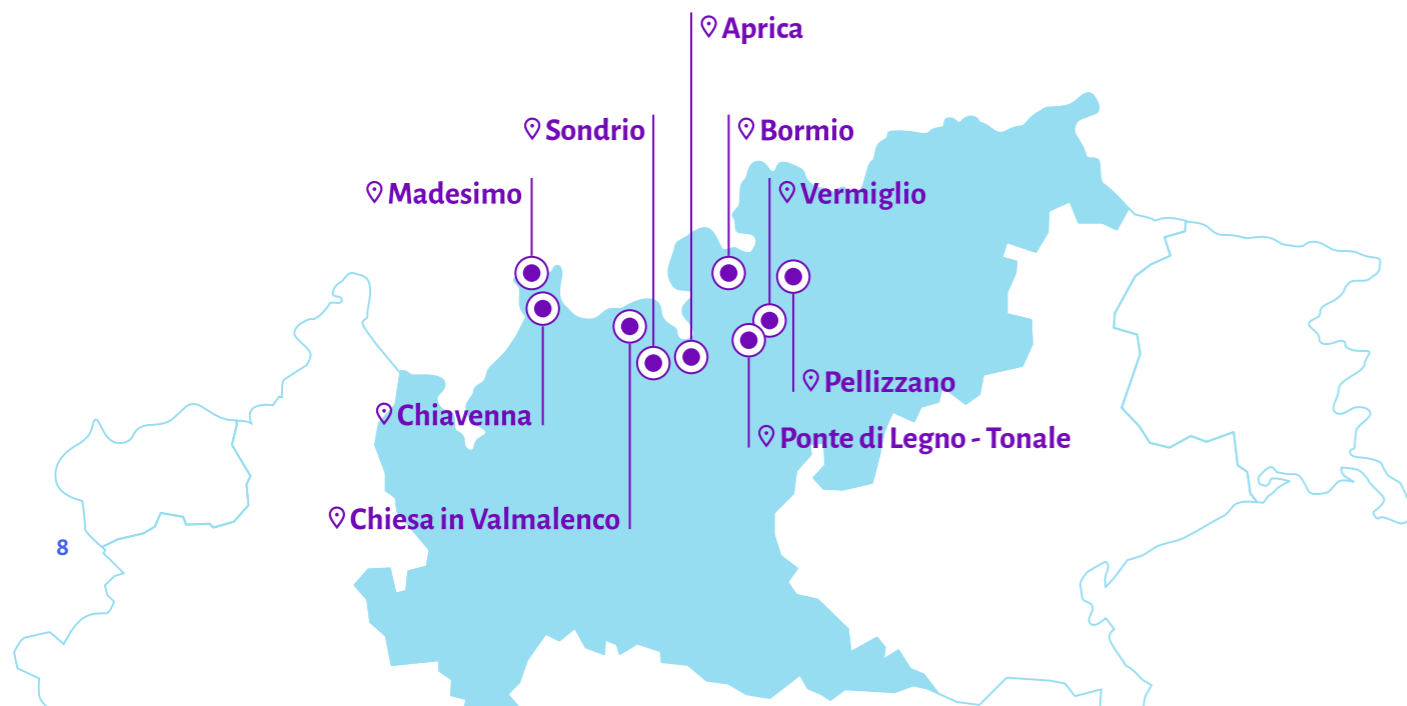 Aprica
Sondrio
Bormio
Madesimo
Vermiglio
Pellizzano
Chiavenna
Ponte di Legno - Tonale
Chiesa in Valmalenco
8